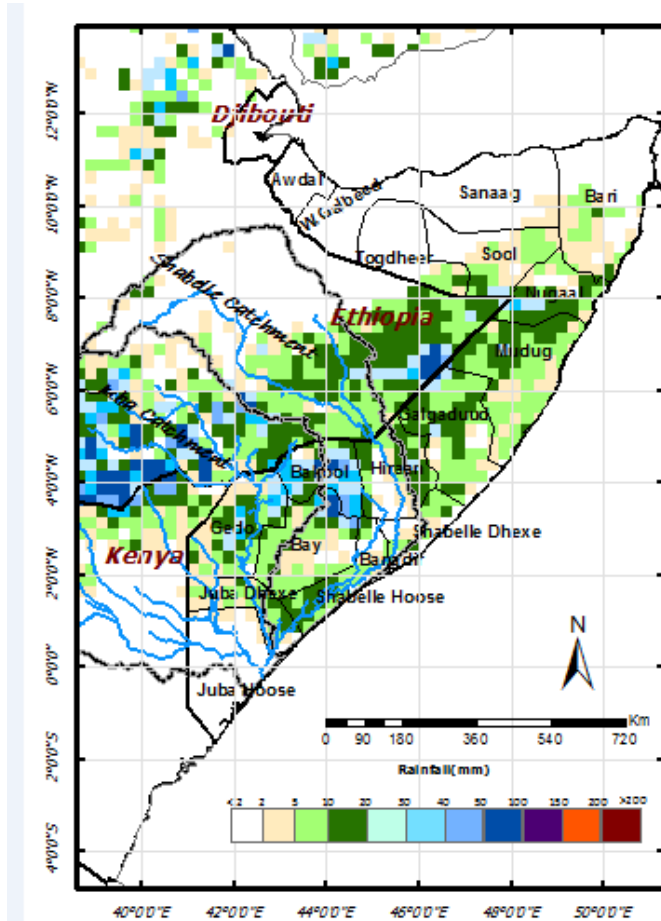 12°0'0"N
10°0'0"N
8°0'0"N
6°0'0"N
4°0'0"N
2°0'0"N
0°0'0"
2°0'0"S
4°0'0"S
Djibouti
Awdal
W.Galbeed
Sanaag
Bari
Togdheer
Sool
Nugaal
Shabelle Catchment
Ethiopia
Mudug
Juba Catchment
Galgaduud
Bakool
Hiraan
Gedo
Shabelle Dhexe
Kenya
Bay
Banadir
Juba Dhexe
Shabelle Hoose
Juba Hoose
N
Km
0 90 180 360 540 720
Rainfall(mm)
<2 2 5 10 20 30 40 50 100 150 200 >200
40°0'0"E 42°0'0"E 44°0'0"E 46°0'0"E 48°0'0"E 50°0'0"E